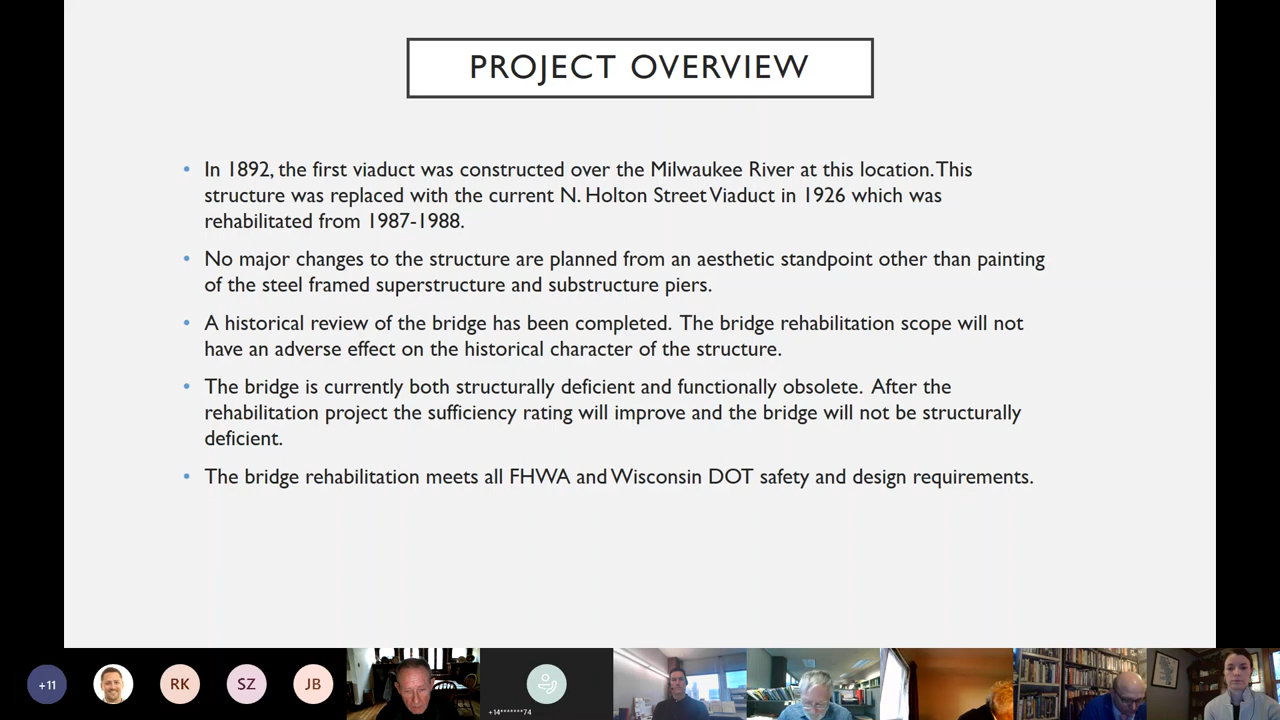 PROJECT OVERVIEW
• In 1892, the first viaduct was constructed over the Milwaukee River at this location. This
structure was replaced with the current N. Holton Street Viaduct in 1926 which was
rehabilitated from 1987-1988.
• No major changes to the structure are planned from an aesthetic standpoint other than painting
of the steel framed superstructure and substructure piers.
• A historical review of the bridge has been completed. The bridge rehabilitation scope will not
have an adverse effect on the historical character of the structure.
• The bridge is currently both structurally deficient and functionally obsolete. After the
rehabilitation project the sufficiency rating will improve and the bridge will not be structurally
deficient.
• The bridge rehabilitation meets all FHWA and Wisconsin DOT safety and design requirements.
+11
RK
SZ
JB
+14*******74